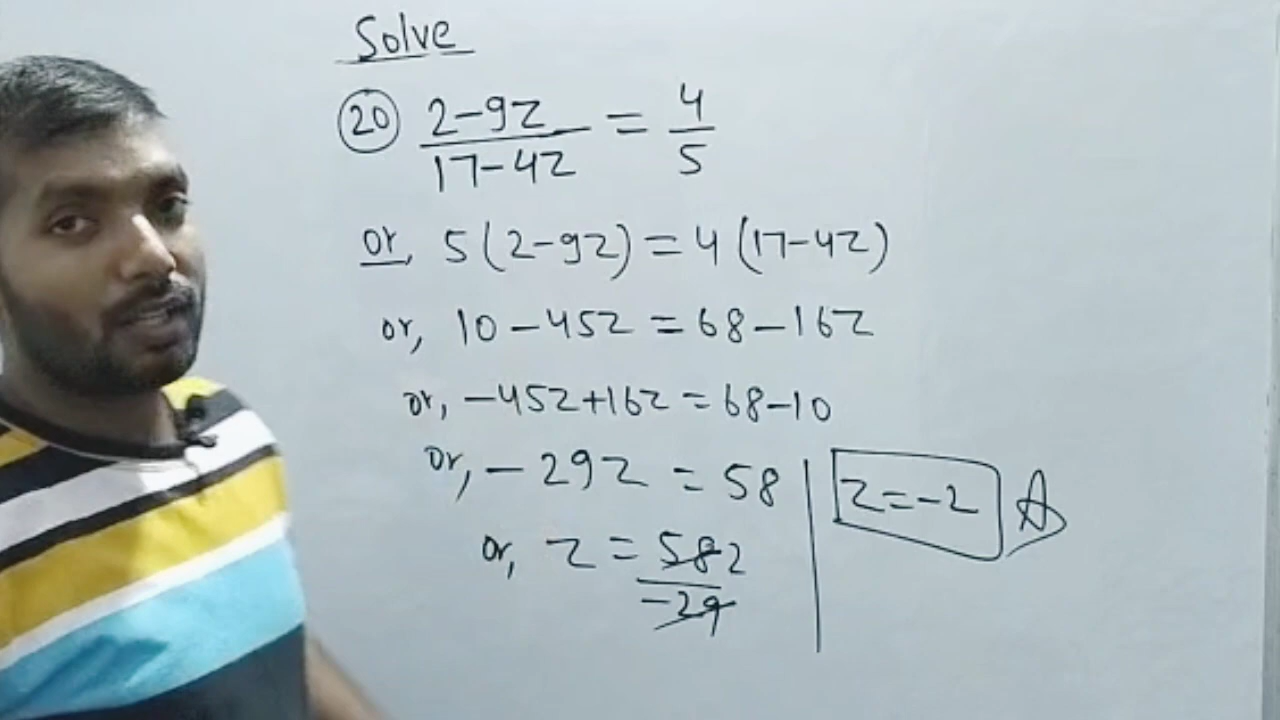 Solve
20 2-9z/17-4z = 4/5
or, 5(2-9z) = 4(17-4z)
or, 10-45z = 68-16z
or, -45z+16z = 68-10
or, -29z = 58
or, z = 58 2/-29
z = -2 A